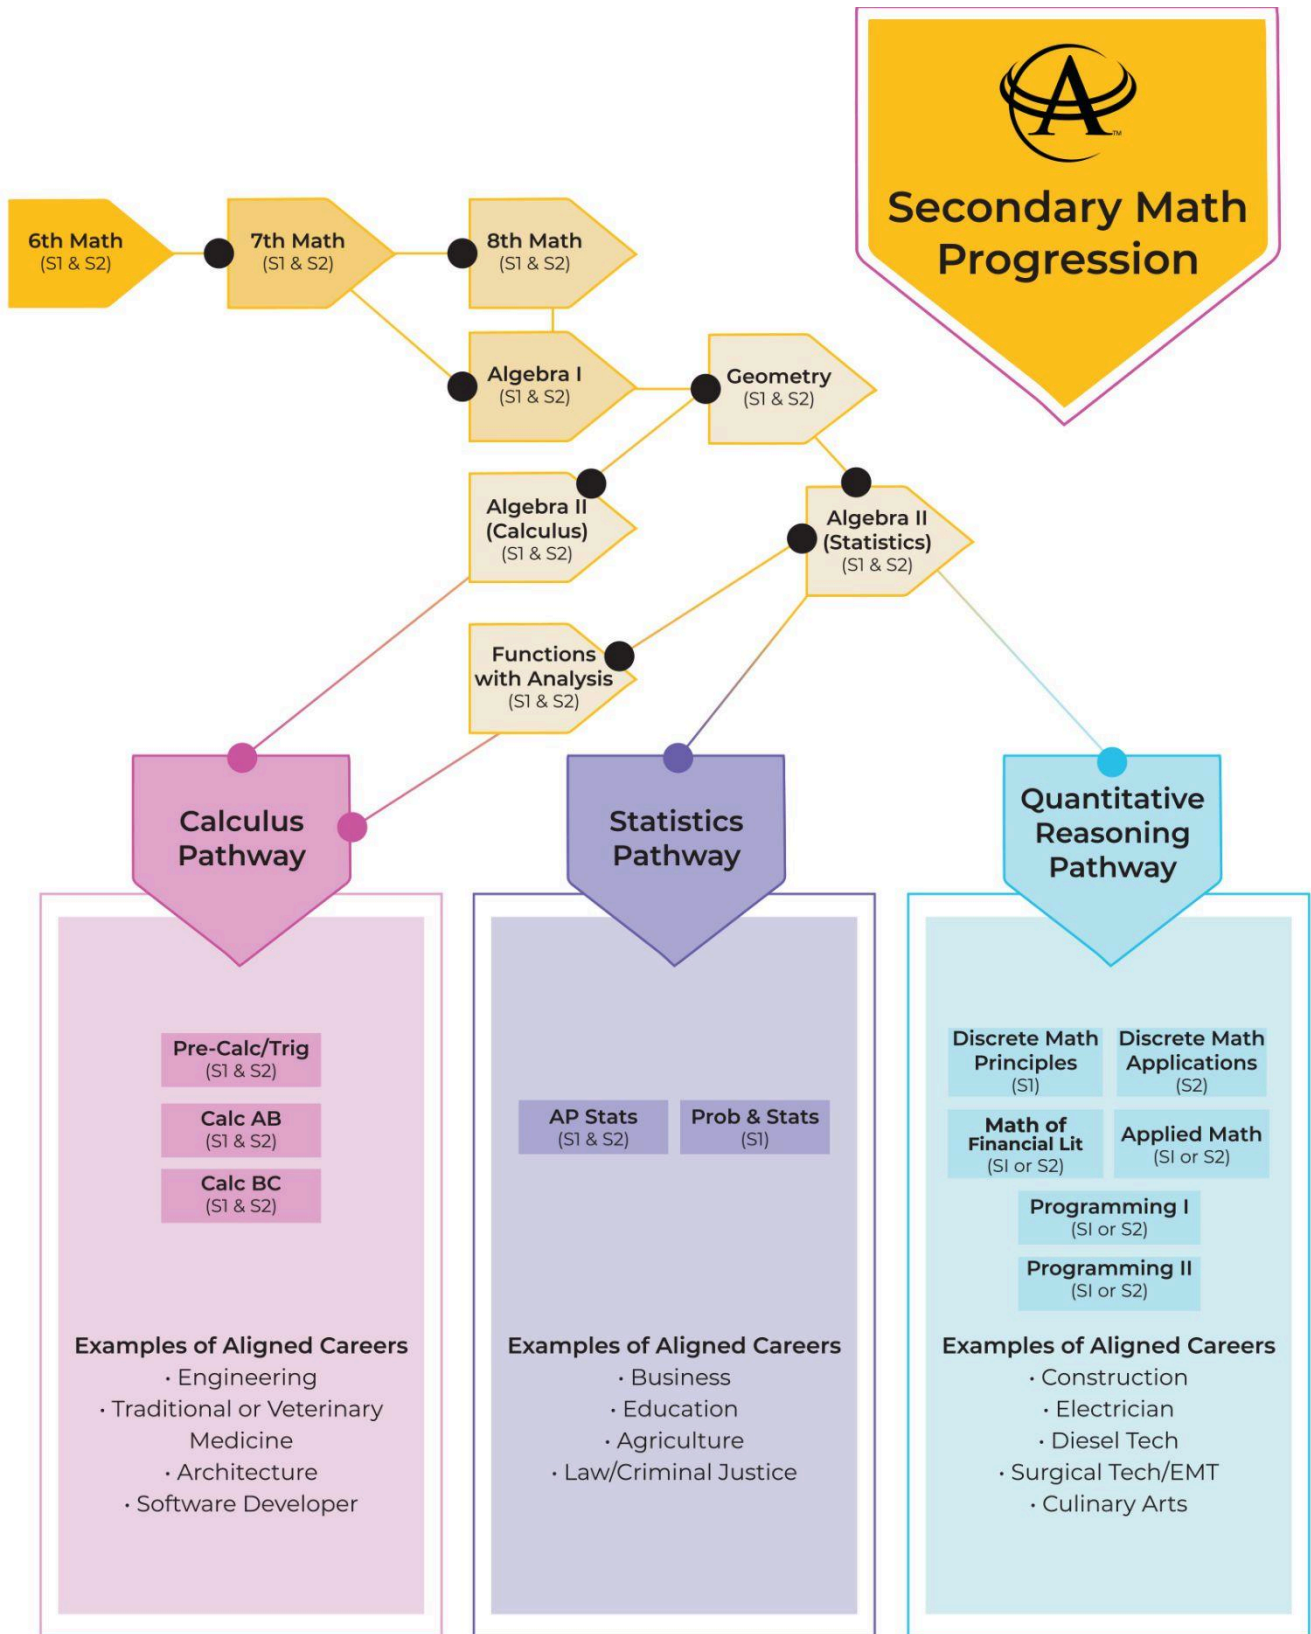 A
TM
Secondary Math
Progression
6th Math
(S1 & S2)
7th Math
(S1 & S2)
8th Math
(S1 & S2)
Algebra I
(S1 & S2)
Geometry
(S1 & S2)
Algebra II
(Calculus)
(S1 & S2)
Algebra II
(Statistics)
(S1 & S2)
Functions
with Analysis
(S1 & S2)
Calculus
Pathway
Pre-Calc/Trig
(S1 & S2)
Calc AB
(S1 & S2)
Calc BC
(S1 & S2)
Examples of Aligned Careers
• Engineering
• Traditional or Veterinary
Medicine
• Architecture
• Software Developer
Statistics
Pathway
AP Stats
(S1 & S2)
Prob & Stats
(S1)
Examples of Aligned Careers
• Business
• Education
• Agriculture
• Law/Criminal Justice
Quantitative
Reasoning
Pathway
Discrete Math
Principles
(S1)
Discrete Math
Applications
(S2)
Math of
Financial Lit
(SI or S2)
Applied Math
(SI or S2)
Programming I
(SI or S2)
Programming II
(SI or S2)
Examples of Aligned Careers
• Construction
• Electrician
• Diesel Tech
• Surgical Tech/EMT
• Culinary Arts